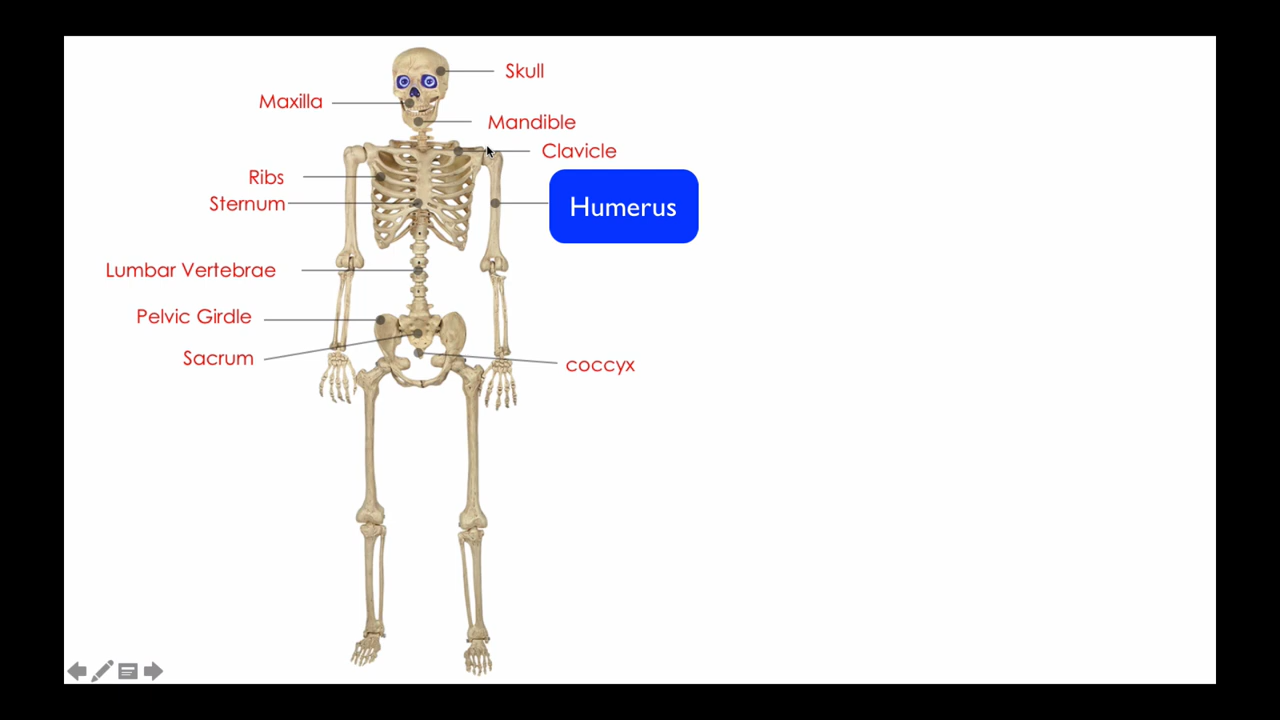 Skull
Maxilla
Mandible
Clavicle
Ribs
Sternum
Humerus
Lumbar Vertebrae
Pelvic Girdle
Sacrum
coccyx